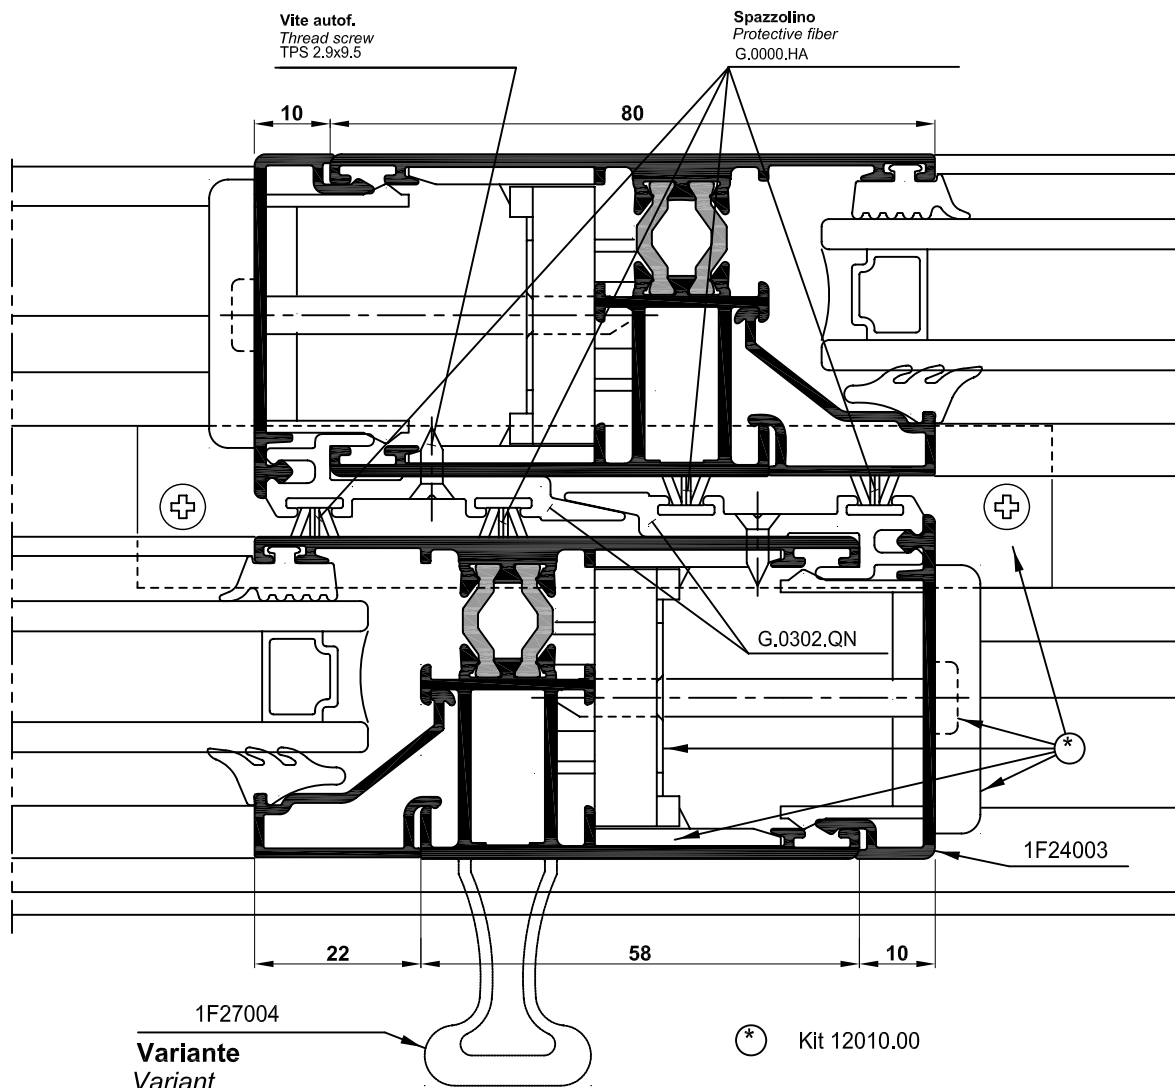 Vite autof.
Thread screw
TPS 2.9x9.5
Spazzolino
Protective fiber
G.0000.HA
10
80
G.0302.QN
*
1F24003
22
58
10
1F27004
Variante
Variant
* Kit 12010.00